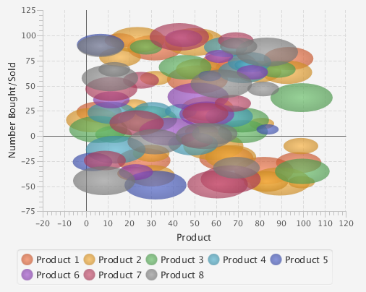 Number Bought/Sold
125
100
75
50
25
0
-25
-50
-75
-20 -10 0 10 20 30 40 50 60 70 80 90 100 110 120
Product
Product 1 Product 2 Product 3 Product 4 Product 5
Product 6 Product 7 Product 8